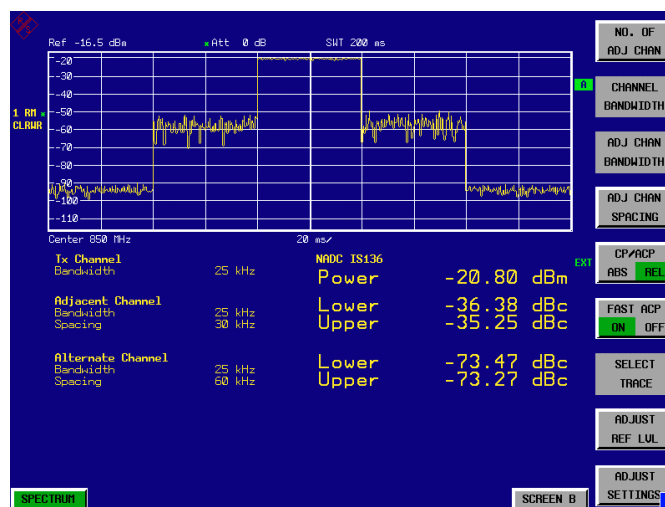 Ref -16.5 dBm
*Att 0 dB
SWT 200 ms
NO. OF
ADJ CHAN
-20
-30
-40
-50
-60
-70
-80
-90
-100
-110
A
1 RM *
CLRWR
CHANNEL
BANDWIDTH
ADJ CHAN
BANDWIDTH
ADJ CHAN
SPACING
Center 850 MHz
20 ms/
Tx Channel
Bandwidth 25 kHz
NADC IS136
Power -20.80 dBm
EXT
CP/ACP
ABS REL
Adjacent Channel
Bandwidth 25 kHz
Spacing 30 kHz
Lower -36.38 dBc
Upper -35.25 dBc
FAST ACP
ON OFF
Alternate Channel
Bandwidth 25 kHz
Spacing 60 kHz
Lower -73.47 dBc
Upper -73.27 dBc
SELECT
TRACE
ADJUST
REF LVL
ADJUST
SETTINGS
SPECTRUM
SCREEN B